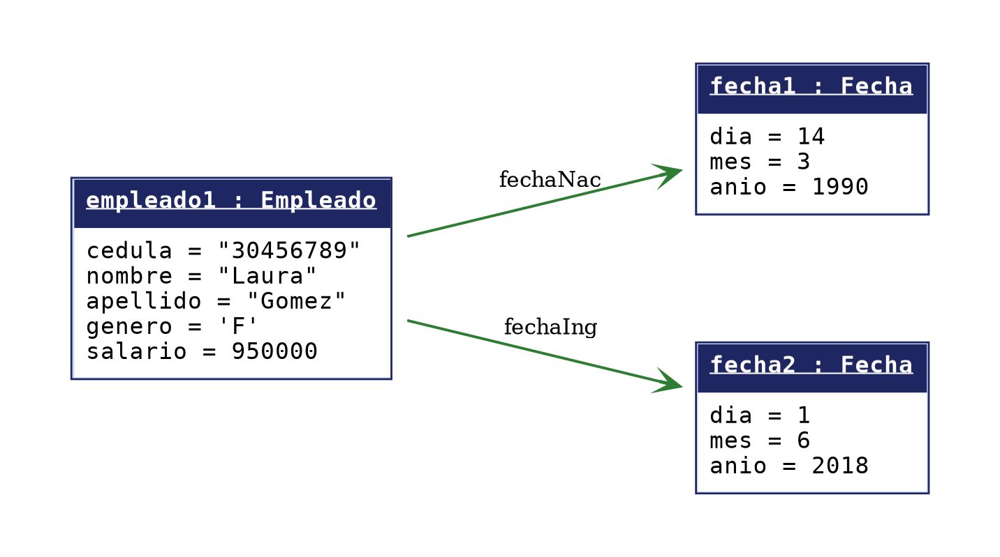 empleado1 : Empleado
cedula = "30456789"
nombre = "Laura"
apellido = "Gomez"
genero = 'F'
salario = 950000
fechaNac
fechaIng
fecha1 : Fecha
dia = 14
mes = 3
anio = 1990
fecha2 : Fecha
dia = 1
mes = 6
anio = 2018